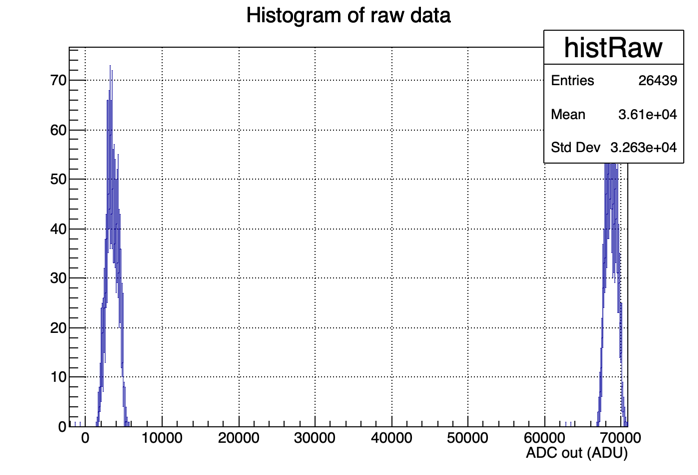 Histogram of raw data
histRaw
Entries 26439
Mean 3.61e+04
Std Dev 3.263e+04
70
60
50
40
30
20
10
0
0 10000 20000 30000 40000 50000 60000 70000
ADC out (ADU)